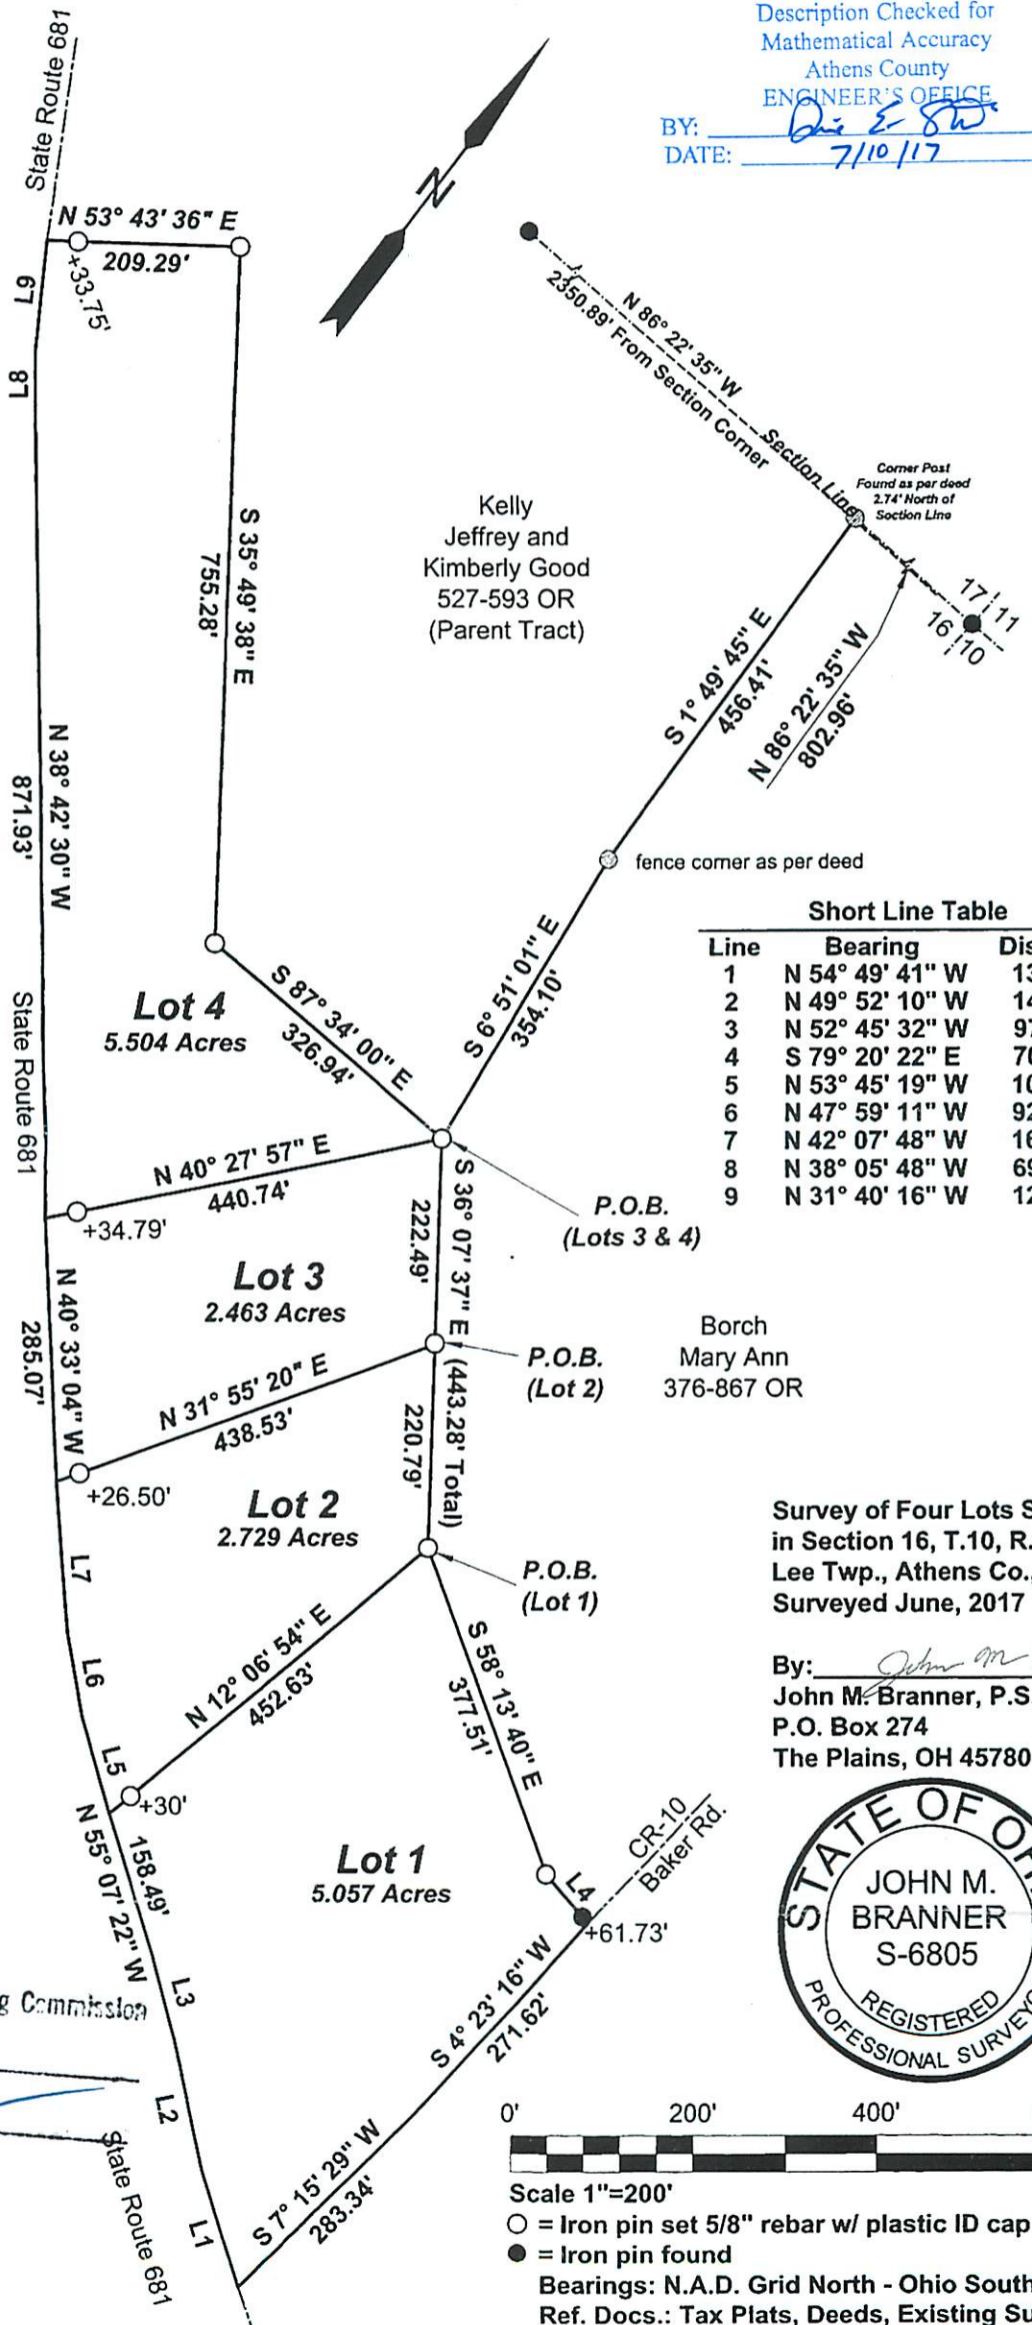 Description Checked for
Mathematical Accuracy
Athens County
ENGINEER'S OFFICE
BY:
DATE: 7/10/17
State Route 681
N 53° 43' 36" E
209.29'
+33.75'
N
L9
L8
N 86° 22' 35" W
2350.89' From Section Corner
Section Line
Corner Post
Found as per deed
2.74' North of
Section Line
17 11
16 10
Kelly
Jeffrey and
Kimberly Good
527-593 OR
(Parent Tract)
S 35° 49' 38" E
755.28'
S 1° 49' 45" E
456.41'
N 86° 22' 35" W
802.96'
N 38° 42' 30" W
871.93'
fence corner as per deed
Short Line Table
Line Bearing
1 N 54° 49' 41" W
2 N 49° 52' 10" W
3 N 52° 45' 32" W
4 S 79° 20' 22" E
5 N 53° 45' 19" W
6 N 47° 59' 11" W
7 N 42° 07' 48" W
8 N 38° 05' 48" W
9 N 31° 40' 16" W
S 6° 51' 01" E
354.10'
Lot 4
5.504 Acres
S 87° 34' 00" E
326.94'
State Route 681
N 40° 27' 57" E
440.74'
+34.79'
P.O.B.
(Lots 3 & 4)
S 36° 07' 37" E (443.28' Total)
222.49'
220.79'
Lot 3
2.463 Acres
N 40° 33' 04" W
285.07'
N 31° 55' 20" E
438.53'
+26.50'
P.O.B.
(Lot 2)
Borch
Mary Ann
376-867 OR
Lot 2
2.729 Acres
P.O.B.
(Lot 1)
L7
L6
L5
N 12° 06' 54" E
452.63'
+30'
S 58° 13' 40" E
377.51'
Survey of Four Lots
in Section 16, T.10,
Lee Twp., Athens Co.,
Surveyed June, 2017
By: John M
John M. Branner, P.S.
P.O. Box 274
The Plains, OH 45780
N 55° 07' 22" W
158.49'
Lot 1
5.057 Acres
L4
CR-10
Baker Rd.
+61.73'
STATE OF
JOHN M.
BRANNER
S-6805
REGISTERED
PROFESSIONAL
S 4° 23' 16" W
271.62'
L3
Commission
L2
L1
State Route 681
S 7° 15' 29" W
283.34'
0' 200' 400'
Scale 1"=200'
○ = Iron pin set 5/8" rebar w/ plastic ID cap
● = Iron pin found
Bearings: N.A.D. Grid North - Ohio South
Ref. Docs.: Tax Plats, Deeds, Existing